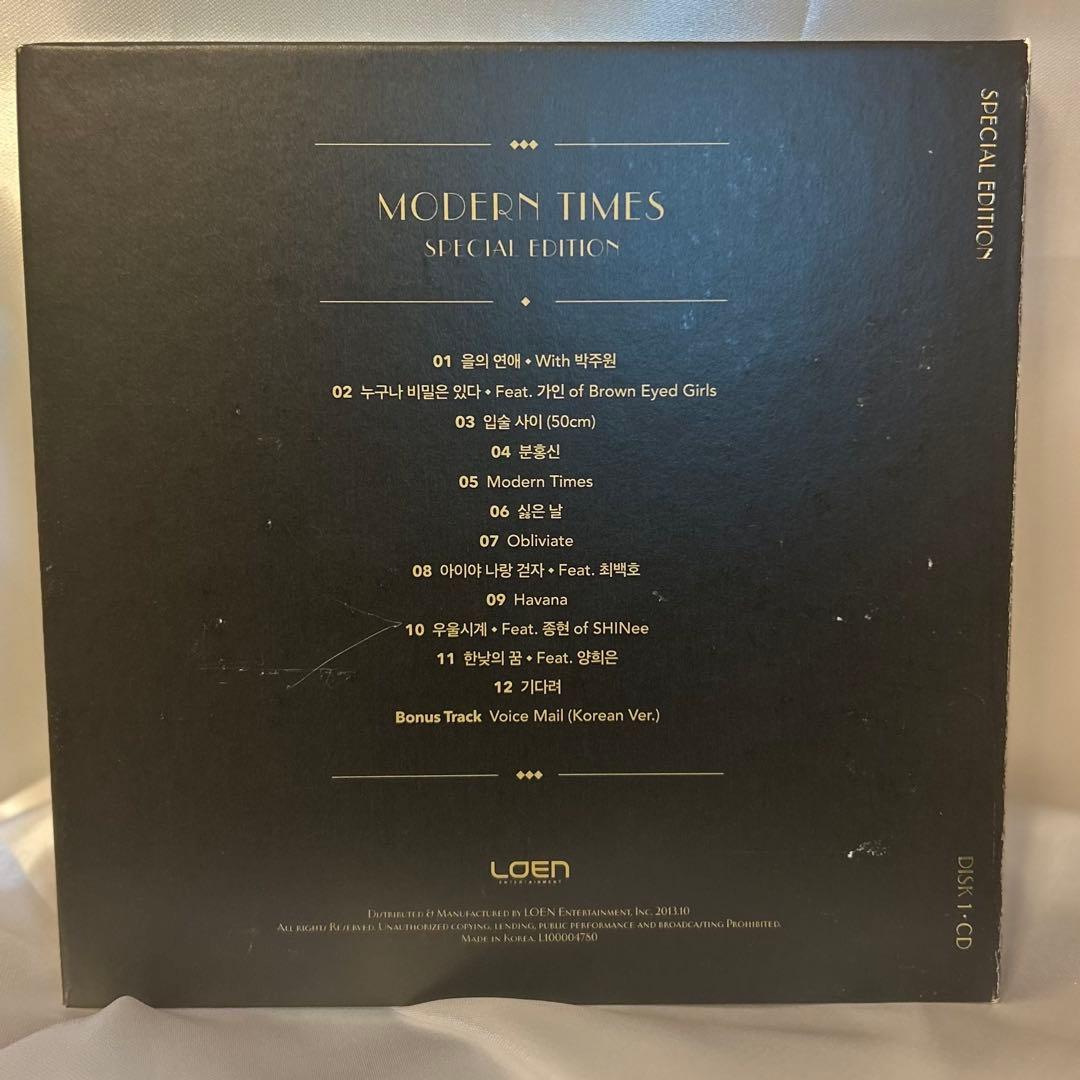 MODERN TIMES
SPECIAL EDITION
01 을의 연애 ◆ With 박주원
02 누구나 비밀은 있다 ◆ Feat. 가인 of Brown Eyed Girls
03 입술 사이 (50cm)
04 분홍신
05 Modern Times
06 싫은 날
07 Obliviate
08 아이야 나랑 걷자 ◆ Feat. 최백호
09 Havana
10 우울시계 ◆ Feat. 종현 of SHINee
11 한낮의 꿈 ◆ Feat. 양희은
12 기다려
Bonus Track Voice Mail (Korean Ver.)
LOEN
ENTERTAINMENT
DISTRIBUTED & MANUFACTURED BY LOEN ENTERTAINMENT, INC. 2013.10
ALL RIGHTS RESERVED. UNAUTHORIZED COPYING, LENDING, PUBLIC PERFORMANCE AND BROADCASTING PROHIBITED.
MADE IN KOREA. L100004780
SPECIAL EDITION
DISK 1 • CD